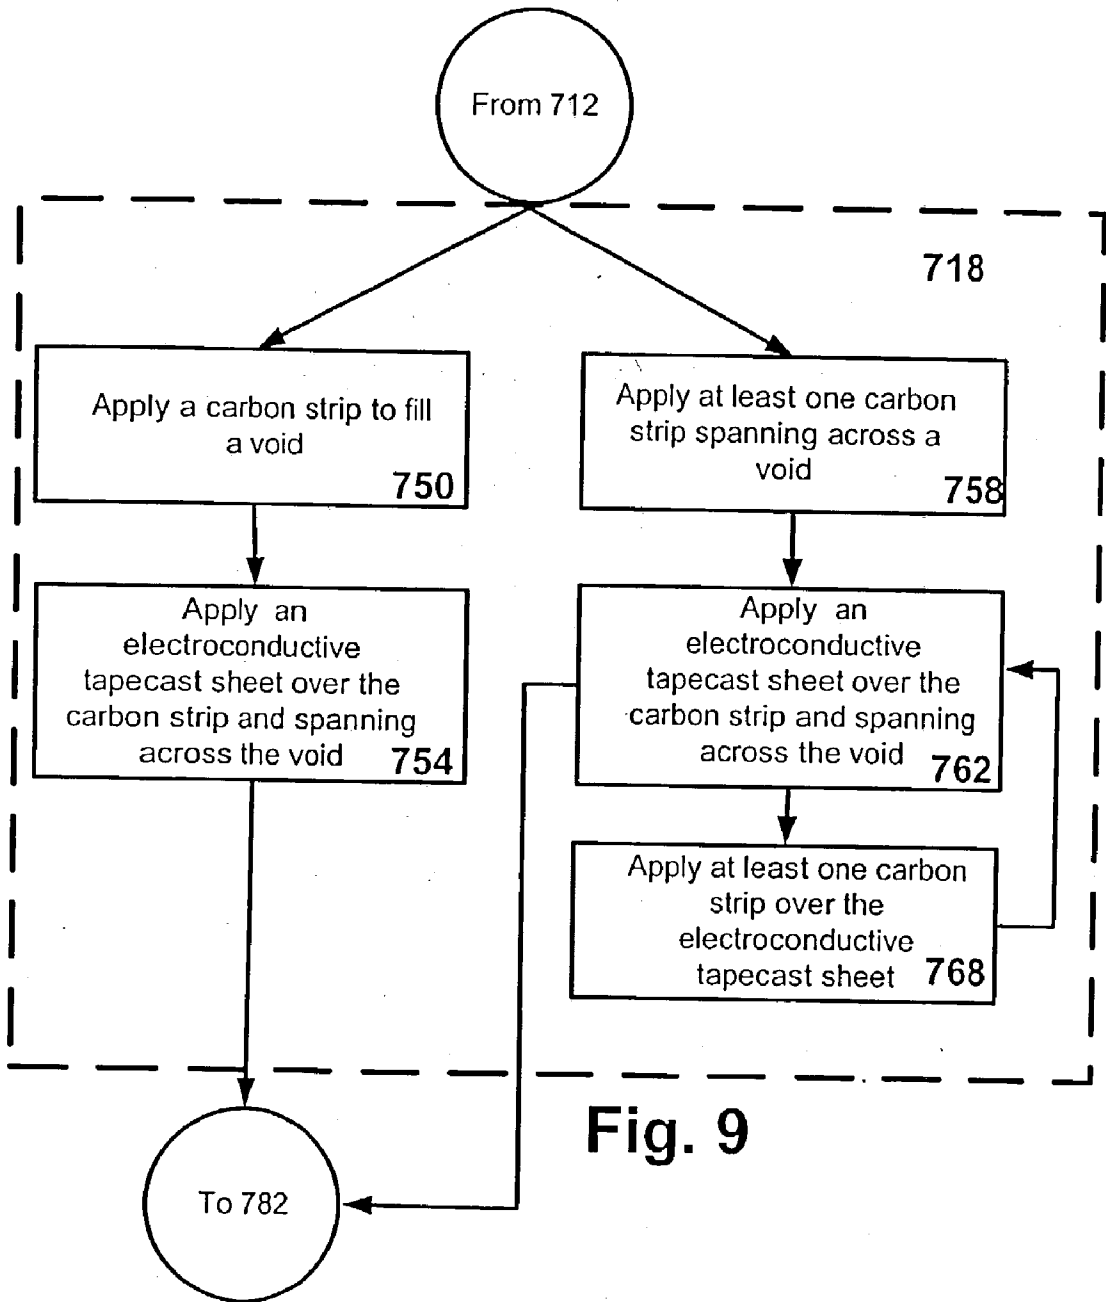 From 712
718
Apply a carbon strip to fill
a void
750
Apply at least one carbon
strip spanning across a
void
758
Apply an
electroconductive
tapecast sheet over the
carbon strip and spanning
across the void
754
Apply an
electroconductive
tapecast sheet over the
carbon strip and spanning
across the void
762
Apply at least one carbon
strip over the
electroconductive
tapecast sheet
768
Fig. 9
To 782